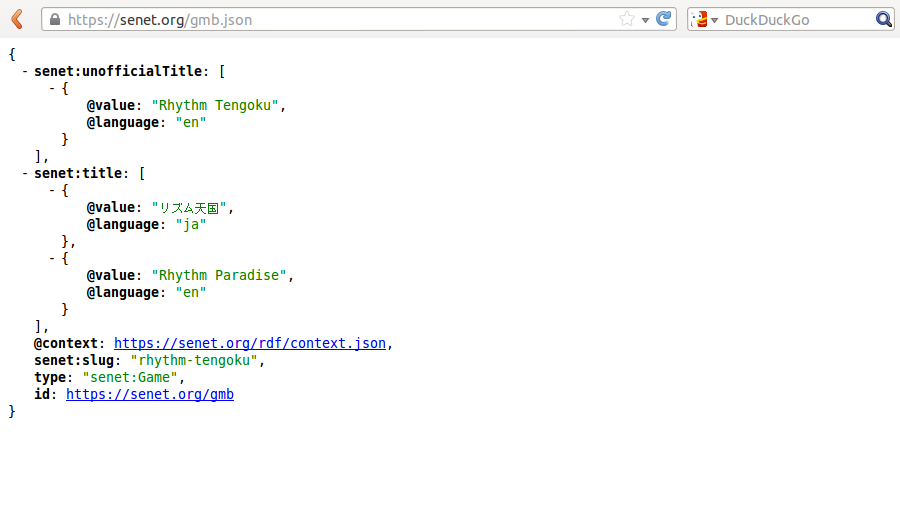 https://senet.org/gmb.json
DuckDuckGo
{
- senet:unofficialTitle: [
- {
@value: "Rhythm Tengoku",
@language: "en"
}
],
- senet:title: [
- {
@value: "リズム天国",
@language: "ja"
},
- {
@value: "Rhythm Paradise",
@language: "en"
}
],
@context: https://senet.org/rdf/context.json,
senet:slug: "rhythm-tengoku",
type: "senet:Game",
id: https://senet.org/gmb
}